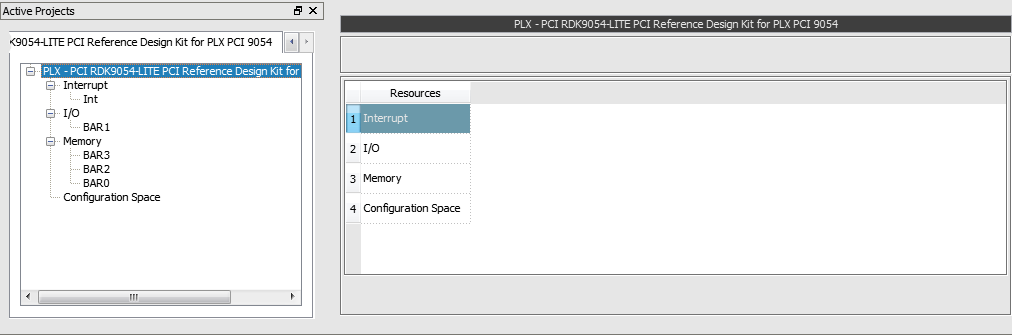 Active Projects
K9054-LITE PCI Reference Design Kit for PLX PCI 9054
PLX - PCI RDK9054-LITE PCI Reference Design Kit for
Interrupt
Int
I/O
BAR1
Memory
BAR3
BAR2
BAR0
Configuration Space
PLX - PCI RDK9054-LITE PCI Reference Design Kit for PLX PCI 9054
Resources
1 Interrupt
2 I/O
3 Memory
4 Configuration Space